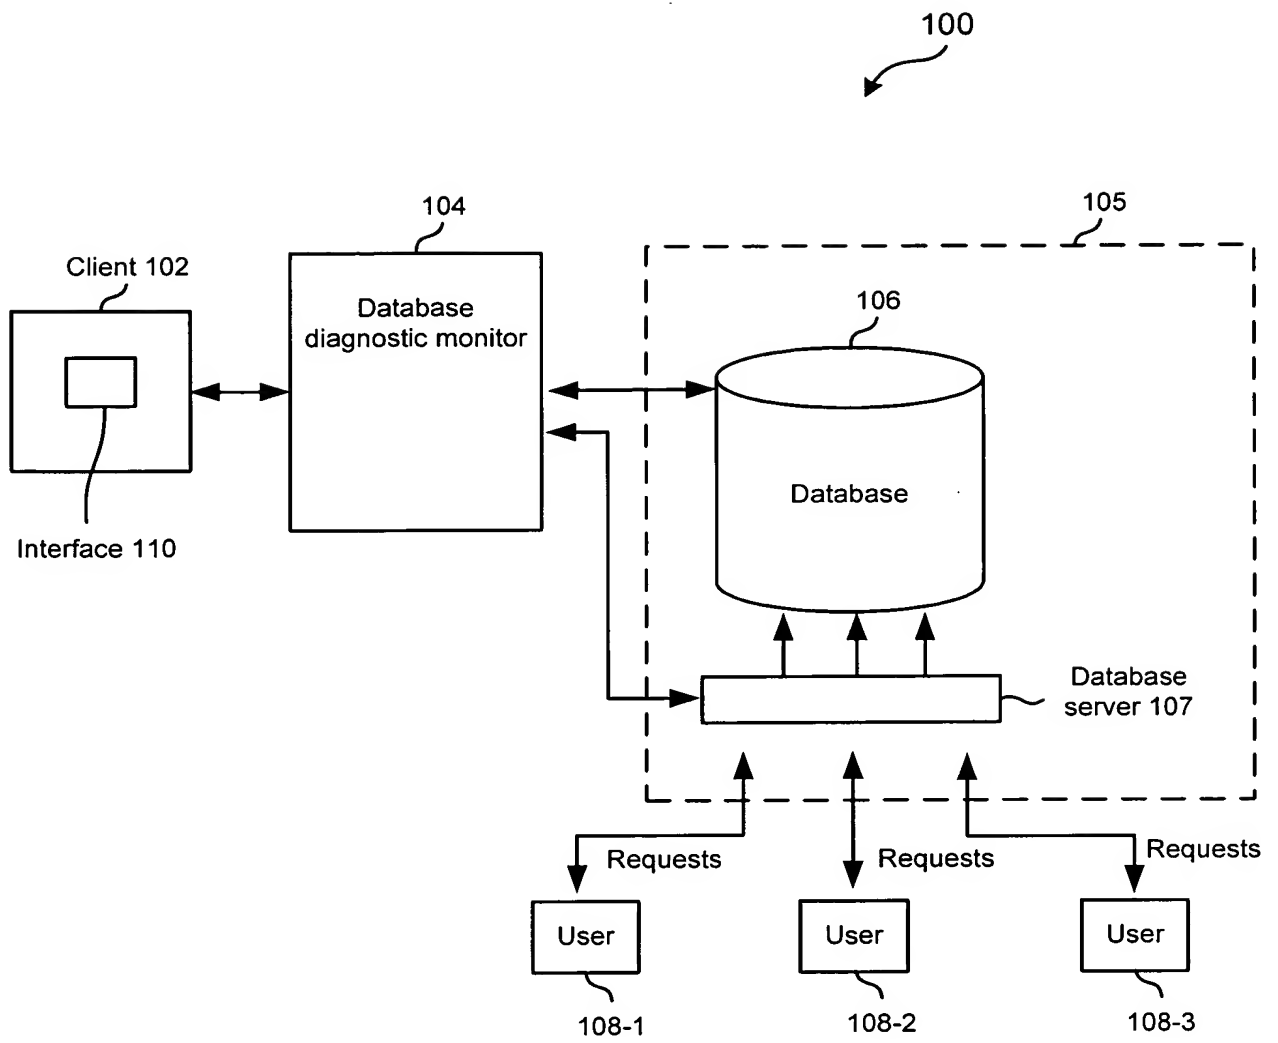 100
104
105
Client 102
Database
diagnostic monitor
106
Database
Interface 110
Database
server 107
Requests
Requests
Requests
User
User
User
108-1
108-2
108-3